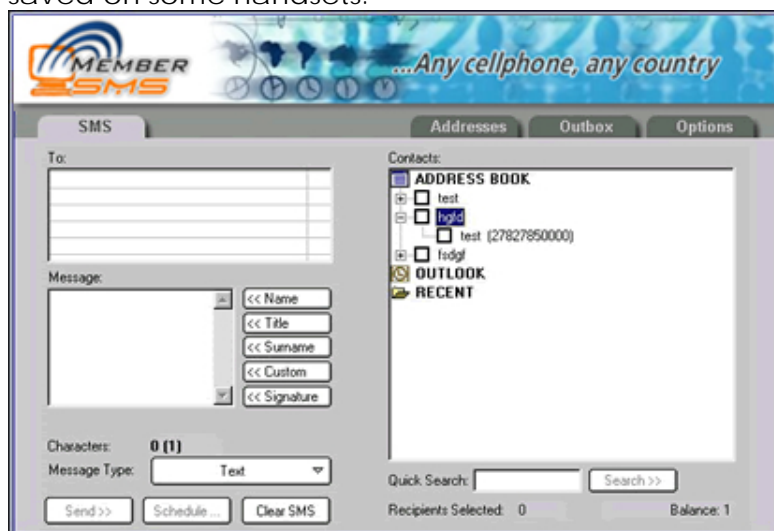 saved on some handsets.
MEMBER
SMS
...Any cellphone, any country
SMS
Addresses
Outbox
Options
To:
Contacts:
ADDRESS BOOK
test
hgfd
test (27827850000)
fsdgf
OUTLOOK
RECENT
Message:
<< Name
<< Title
<< Surname
<< Custom
<< Signature
Characters: 0 (1)
Message Type: Text
Quick Search: Search >>
Send >> Schedule ... Clear SMS
Recipients Selected: 0 Balance: 1